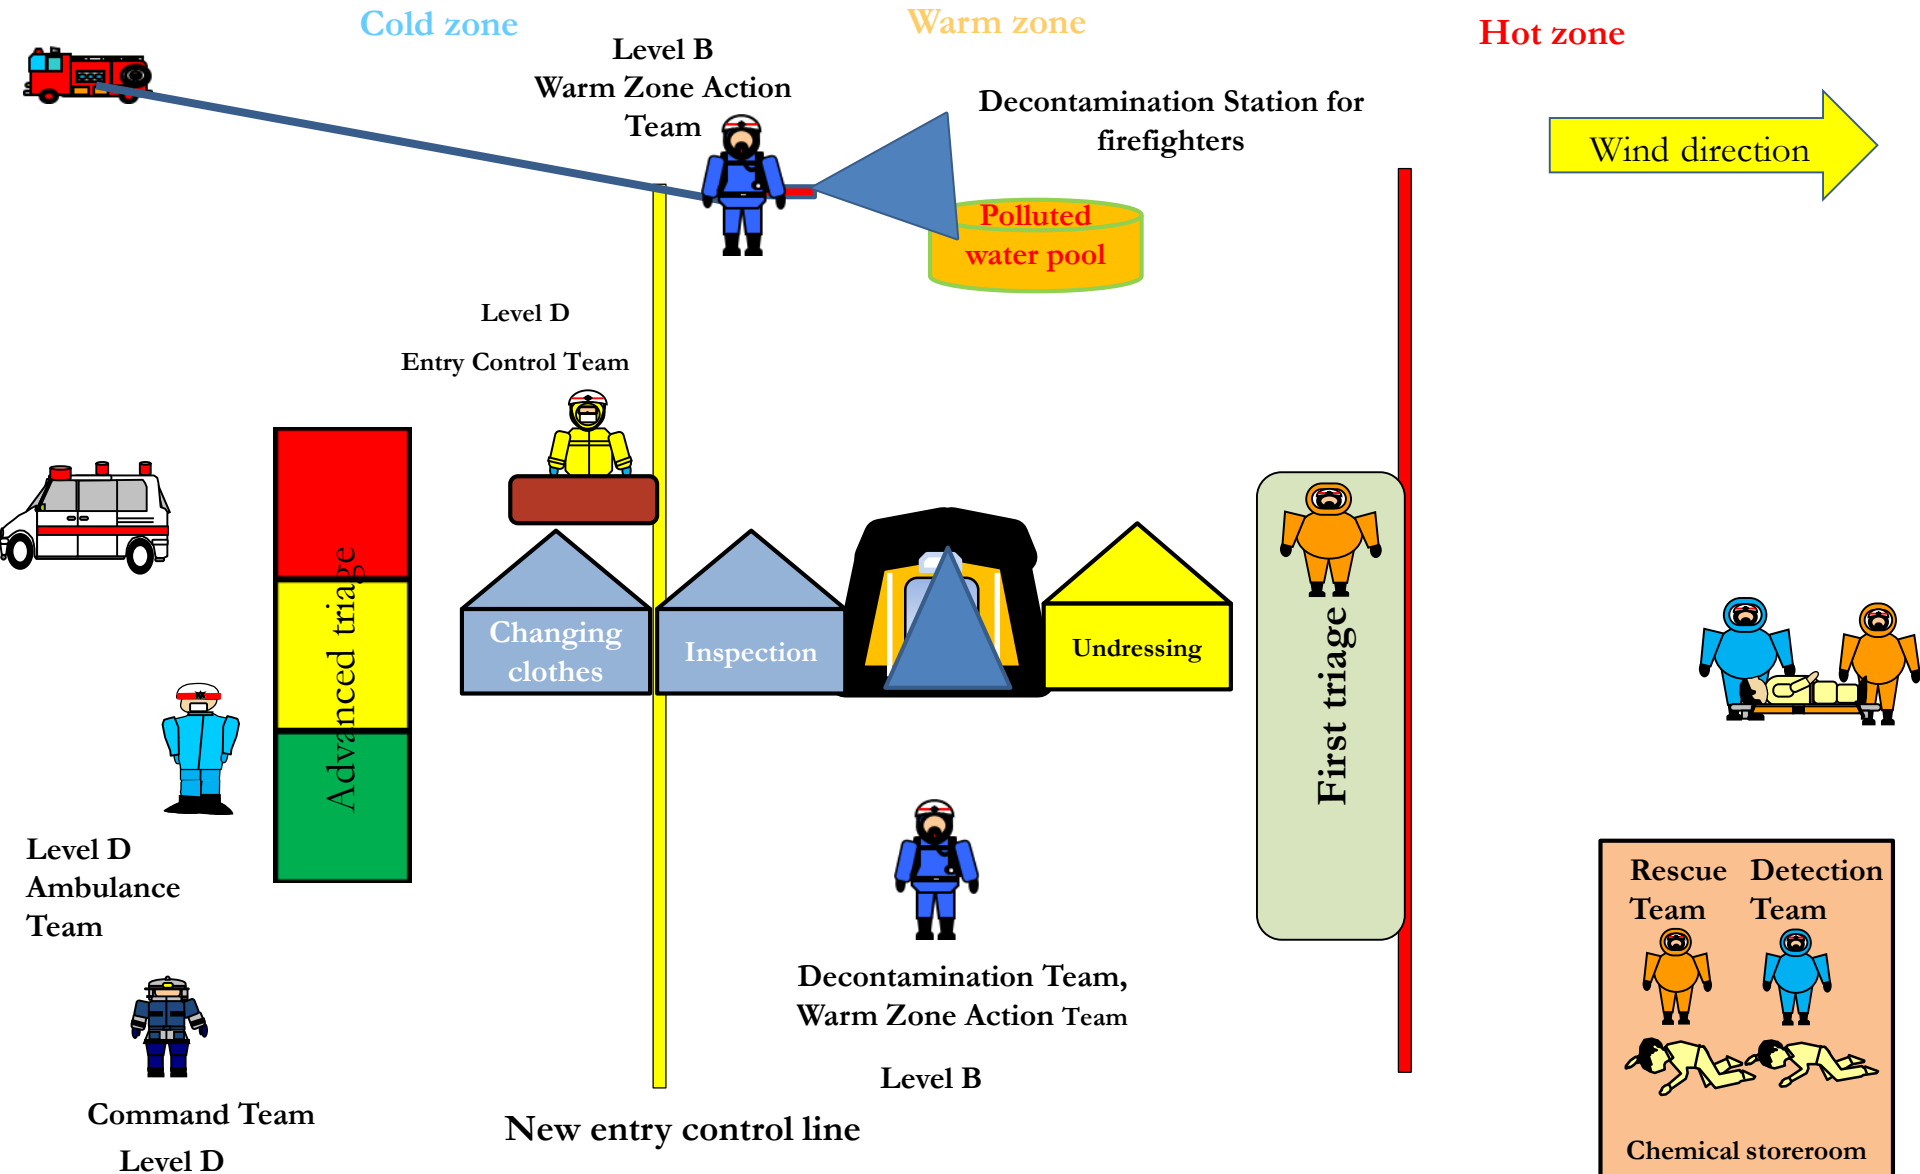 Cold zone
Warm zone
Hot zone
Level B
Warm Zone Action
Team
Decontamination Station for
firefighters
Wind direction
Polluted
water pool
Level D
Entry Control Team
Advanced triage
Changing
clothes
Inspection
Undressing
First triage
Level D
Ambulance
Team
Rescue
Team
Detection
Team
Decontamination Team,
Warm Zone Action Team
Level B
Command Team
Level D
New entry control line
Chemical storeroom